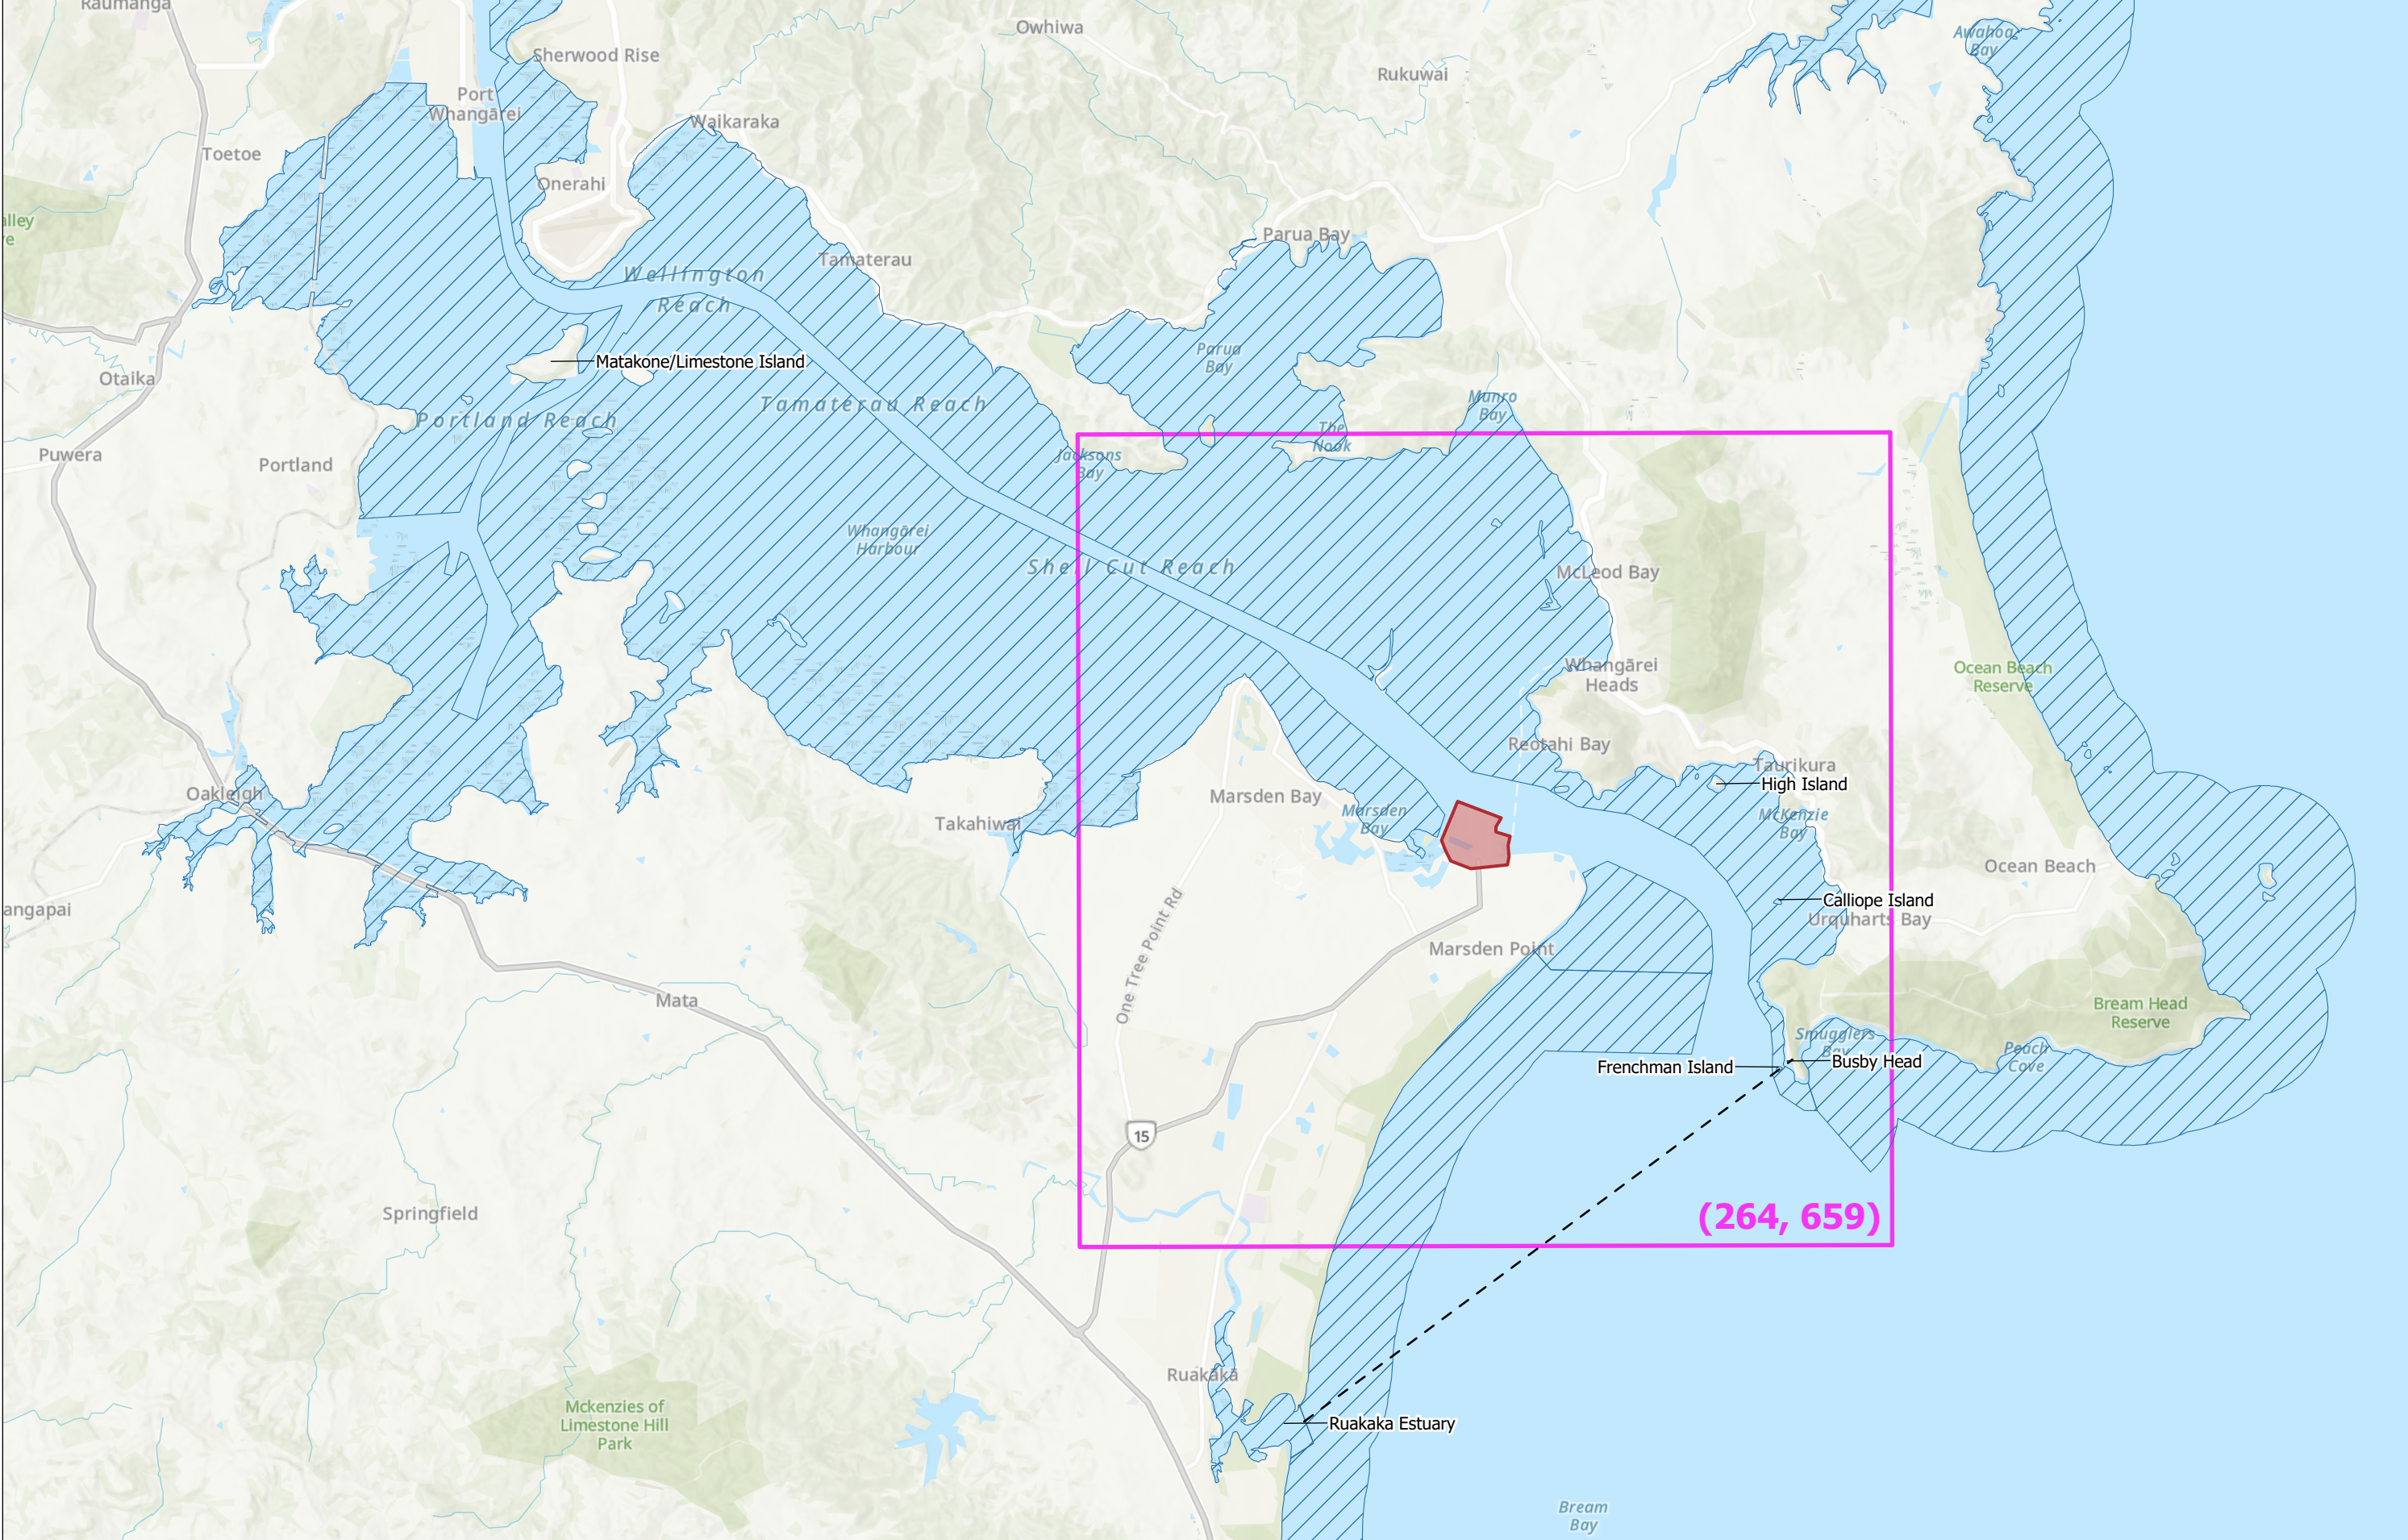 Raumanga
Owhiwa
Awahoa
Bay
Sherwood Rise
Rukuwai
Port
Whangārei
Waikaraka
Toetoe
Onerahi
alley
ve
Parua Bay
Tamaterau
Wellington
Reach
Parua
Bay
Matakone/Limestone Island
Otaika
Munro
Bay
Tamaterau Reach
Portland Reach
The
Nook
Puwera
Portland
Jacksons
Bay
Whangārei
Harbour
Shell Cut Reach
McLeod Bay
Whangārei
Heads
Ocean Beach
Reserve
Reotahi Bay
Taurikura
High Island
Oakleigh
Marsden Bay
Marsden
Bay
McKenzie
Bay
Takahiwai
Ocean Beach
Calliope Island
angapai
Urquharts Bay
One Tree Point Rd
Marsden Point
Mata
Bream Head
Reserve
Smugglers
Bay
Peach
Cove
Busby Head
Frenchman Island
15
Springfield
(264, 659)
Ruakākā
Mckenzies of
Limestone Hill
Park
Ruakaka Estuary
Bream
Bay